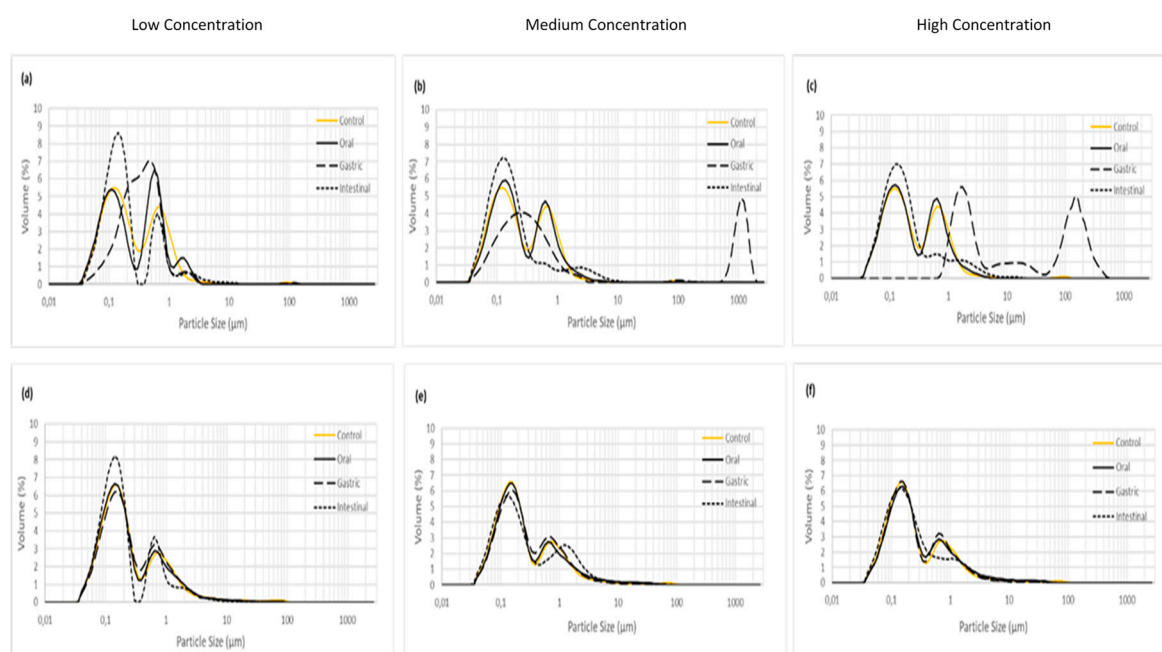 Low Concentration Medium Concentration High Concentration
(a)
10
9
8
7
6
5
4
3
2
1
0
Volume (%)
0,01 0,1 1 10 100 1000
Particle Size (µm)
Control
Oral
Gastric
Intestinal
(b)
10
9
8
7
6
5
4
3
2
1
0
Volume (%)
0,01 0,1 1 10 100 1000
Particle Size (µm)
Control
Oral
Gastric
Intestinal
(c)
10
9
8
7
6
5
4
3
2
1
0
Volume (%)
0,01 0,1 1 10 100 1000
Particle Size (µm)
Control
Oral
Gastric
Intestinal
(d)
10
9
8
7
6
5
4
3
2
1
0
Volume (%)
0,01 0,1 1 10 100 1000
Particle Size (µm)
Control
Oral
Gastric
Intestinal
(e)
10
9
8
7
6
5
4
3
2
1
0
Volume (%)
0,01 0,1 1 10 100 1000
Particle Size (µm)
Control
Oral
Gastric
Intestinal
(f)
10
9
8
7
6
5
4
3
2
1
0
Volume (%)
0,01 0,1 1 10 100 1000
Particle Size (µm)
Control
Oral
Gastric
Intestinal